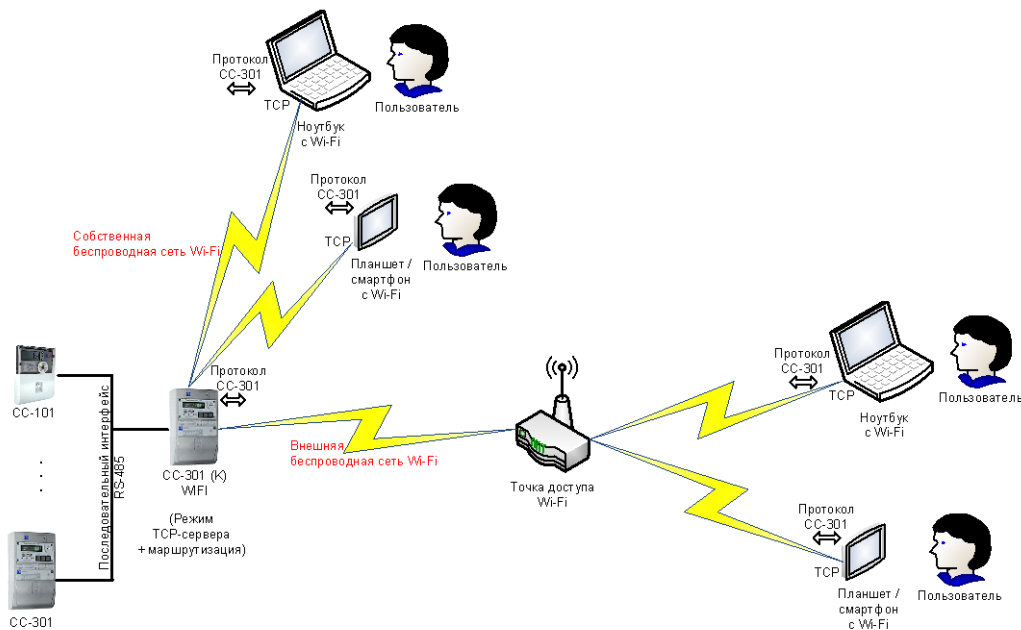 Протокол
СС-301
TCP
Ноутбук
с Wi-Fi
Пользователь
Протокол
СС-301
TCP
Планшет /
смартфон
с Wi-Fi
Пользователь
Собственная
беспроводная сеть Wi-Fi
СС-101
СС-301
Последовательный интерфейс
RS-485
Протокол
СС-301
СС-301 (К)
WIFI
(Режим
TCP-сервера
+ маршрутизация)
Внешняя
беспроводная сеть Wi-Fi
Точка доступа
Wi-Fi
Протокол
СС-301
TCP
Ноутбук
с Wi-Fi
Пользователь
Протокол
СС-301
TCP
Планшет /
смартфон
с Wi-Fi
Пользователь